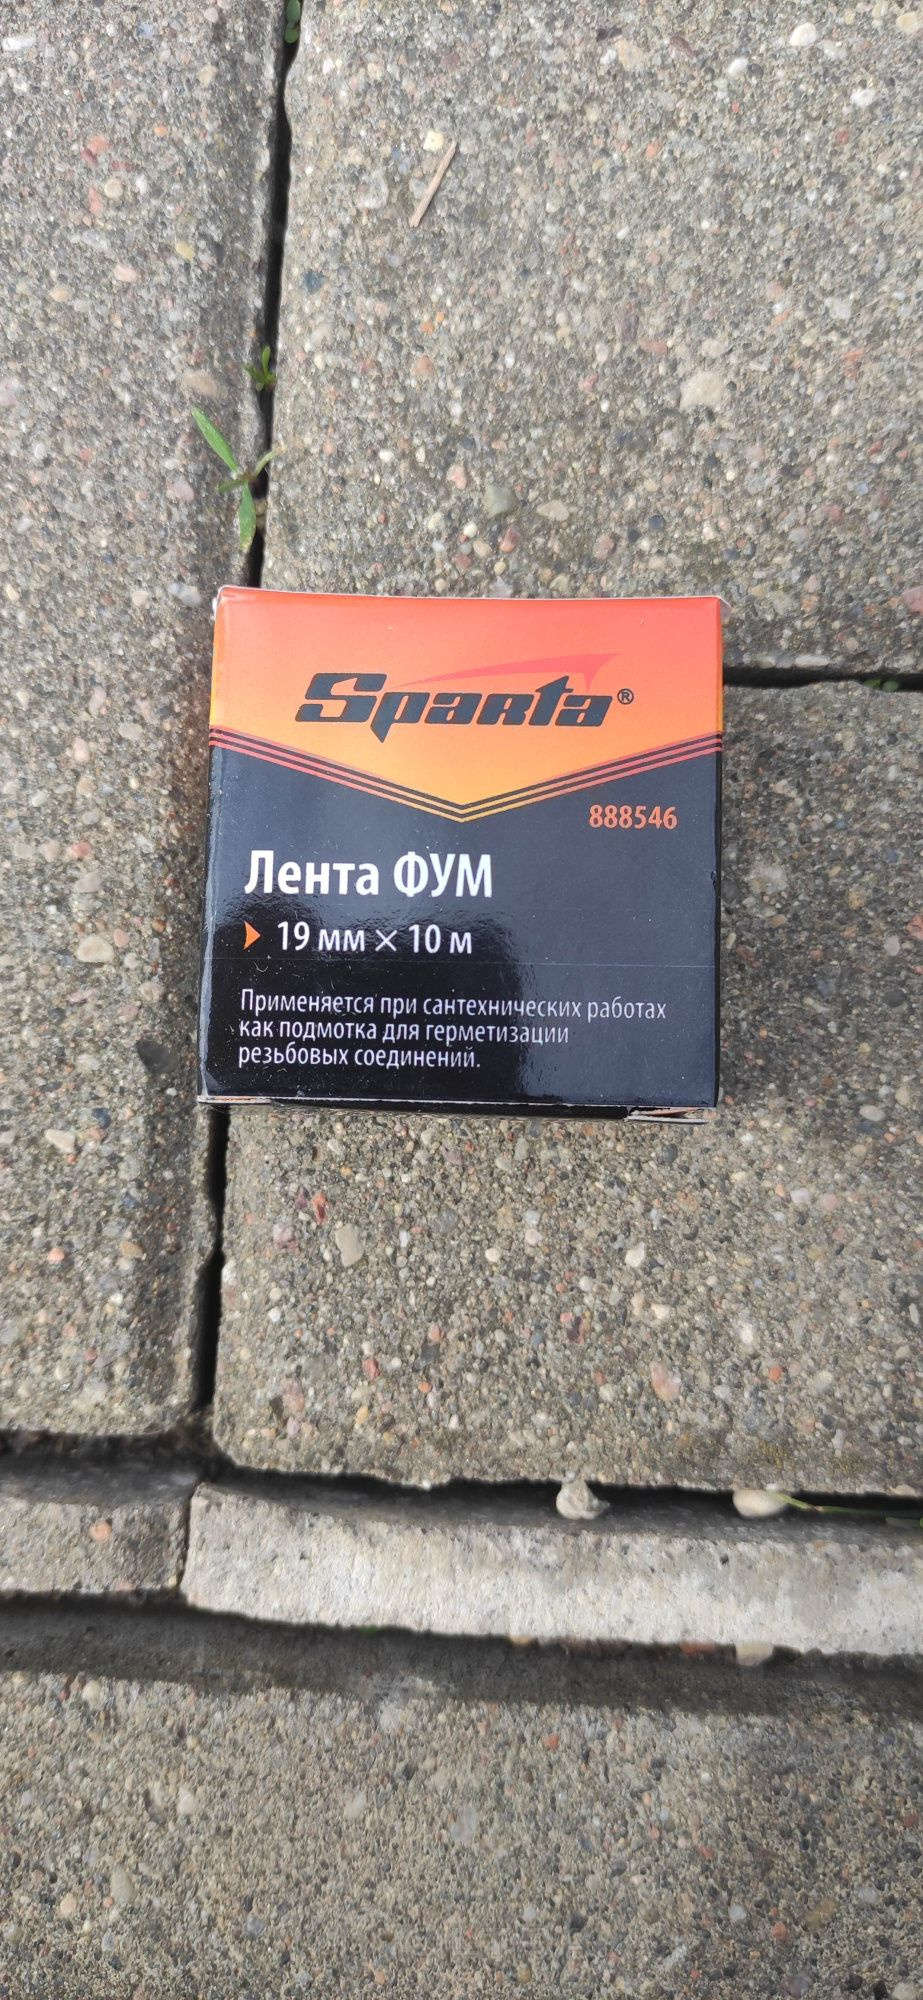 Sparta®
888546
Лента ФУМ
19 мм × 10 м
Применяется при сантехнических работах
как подмотка для герметизации
резьбовых соединений.